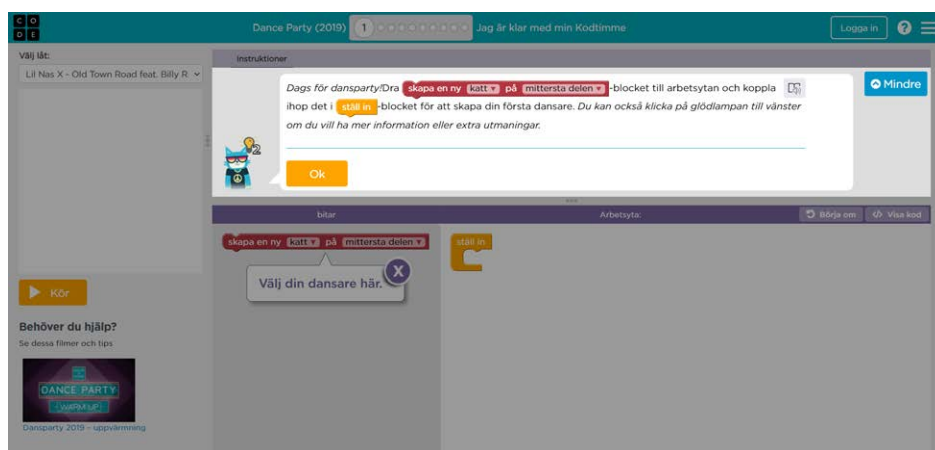 C O
D E
Dance Party (2019)
1
Jag är klar med min Kodtimme
Logga in
?
Välj låt:
Lil Nas X - Old Town Road feat. Billy R
Instruktioner
Dags för dansparty!Dra skapa en ny katt på mittersta delen -blocket till arbetsytan och koppla
ihop det i ställ in -blocket för att skapa din första dansare. Du kan också klicka på glödlampan till vänster
om du vill ha mer information eller extra utmaningar.
Mindre
2
Ok
bitar
Arbetsyta:
Börja om
Visa kod
skapa en ny katt på mittersta delen
ställ in
Välj din dansare här.
X
Kör
Behöver du hjälp?
Se dessa filmer och tips
DANCE PARTY
WARM UP
Dansparty 2019 - uppvärmning